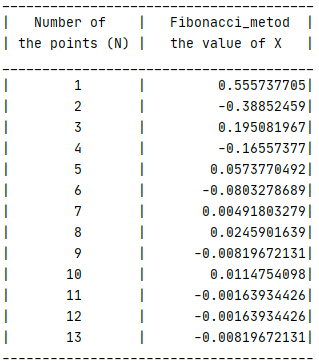 ----------------------------------------
| Number of | Fibonacci_metod |
| the points (N) | the value of X |
----------------------------------------
| 1 | 0.555737705|
| 2 | -0.38852459|
| 3 | 0.195081967|
| 4 | -0.16557377|
| 5 | 0.0573770492|
| 6 | -0.0803278689|
| 7 | 0.00491803279|
| 8 | 0.0245901639|
| 9 | -0.00819672131|
| 10 | 0.0114754098|
| 11 | -0.00163934426|
| 12 | -0.00163934426|
| 13 | -0.00819672131|
----------------------------------------